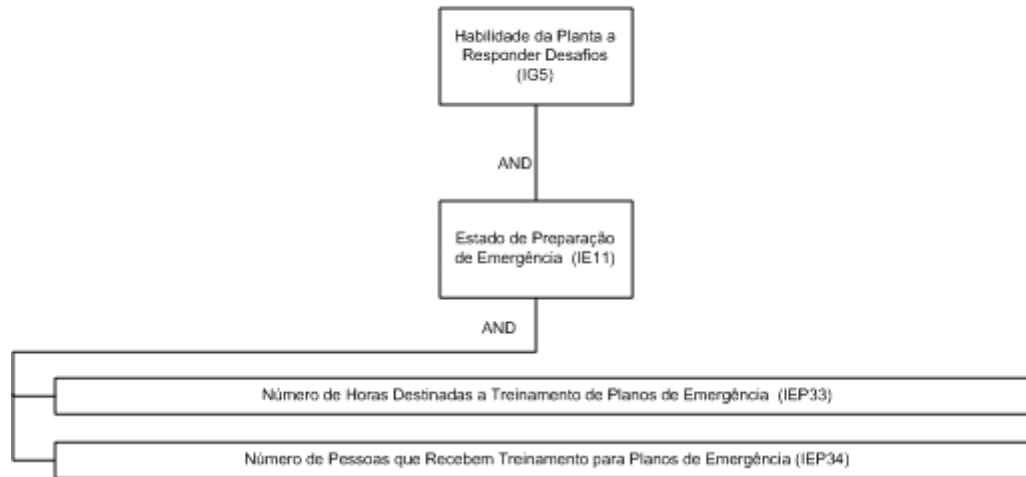 Habilidade da Planta a
Responder Desafios
(IG5)
AND
Estado de Preparação
de Emergência (IE11)
AND
Número de Horas Destinadas a Treinamento de Planos de Emergência (IEP33)
Número de Pessoas que Recebem Treinamento para Planos de Emergência (IEP34)